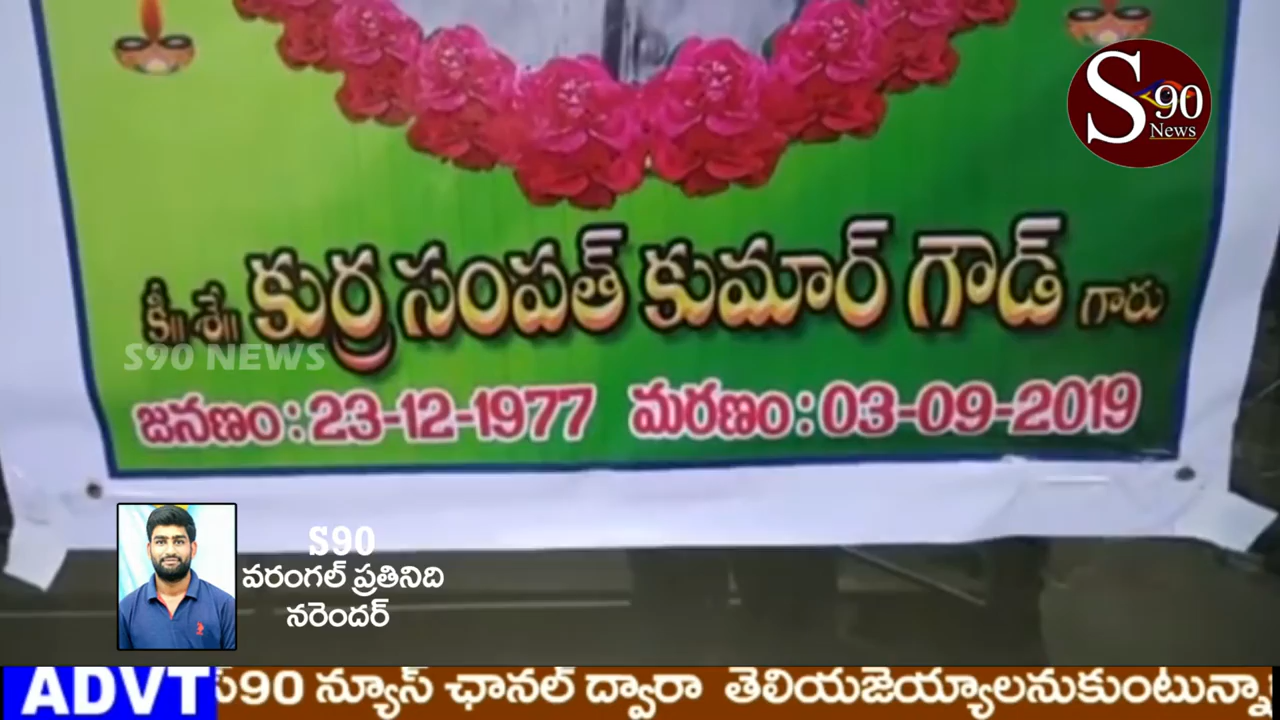 S90
News
కీ॥ శే॥ కుర్ర సంపత్ కుమార్ గౌడ్ గారు
S90 NEWS
జననం : 23-12-1977 మరణం : 03-09-2019
S90
వరంగల్ ప్రతినిది
నరెందర్
ADVT S90 న్యూస్ ఛానల్ ద్వారా తెలియజెయ్యాలనుకుంటున్నా